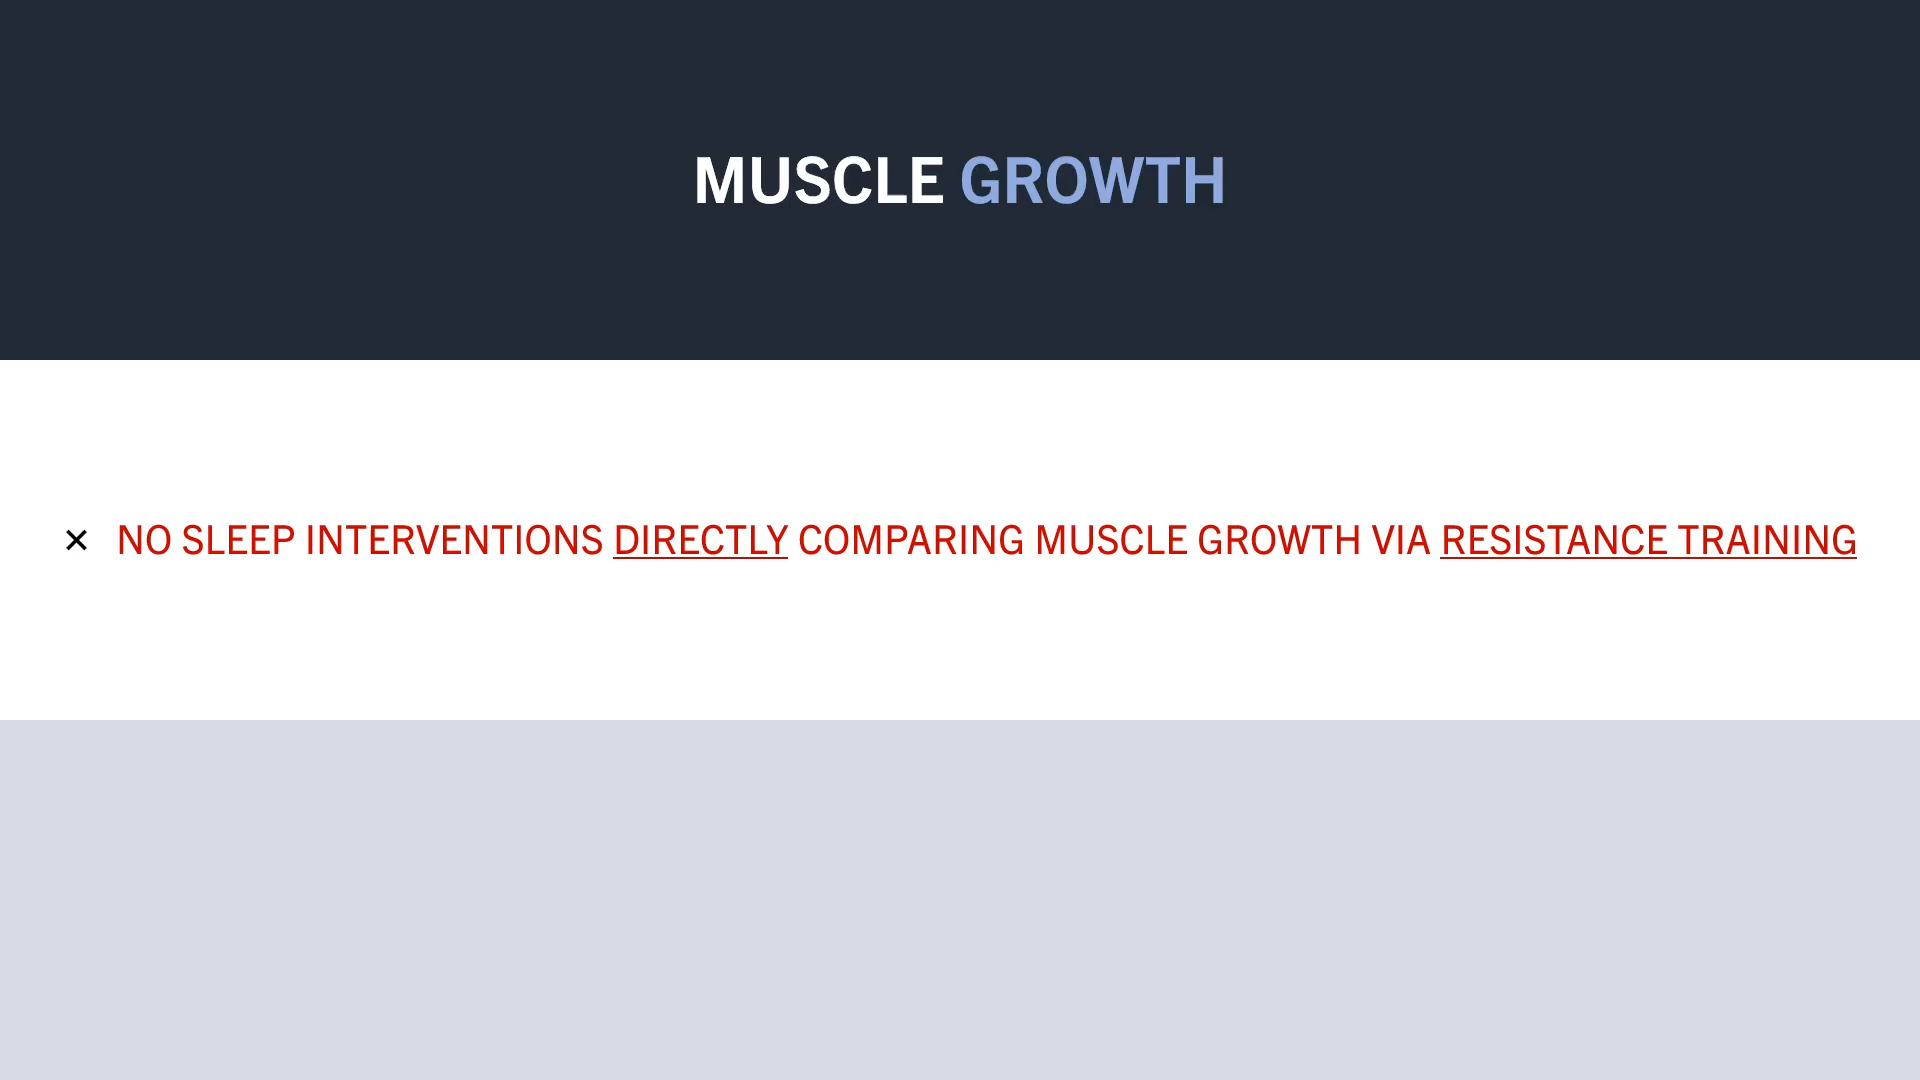 MUSCLE GROWTH
× NO SLEEP INTERVENTIONS DIRECTLY COMPARING MUSCLE GROWTH VIA RESISTANCE TRAINING